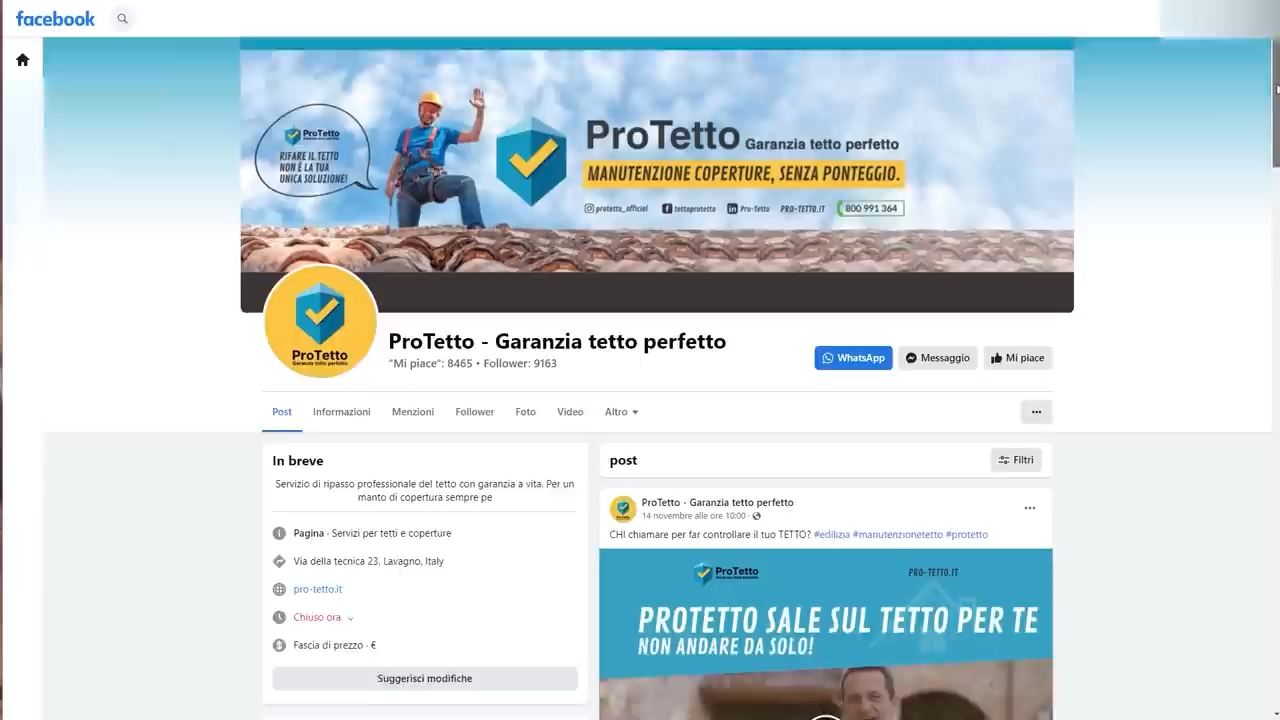 facebook
ProTetto
RIFARE IL TETTO
NON È LA TUA
UNICA SOLUZIONE!
ProTetto Garanzia tetto perfetto
MANUTENZIONE COPERTURE, SENZA PONTEGGIO.
protetto_official tettoprotetto Pro-Tetto PRO-TETTO.IT 800 991 364
ProTetto
Garanzia tetto perfetto
ProTetto - Garanzia tetto perfetto
"Mi piace": 8465 • Follower: 9163
WhatsApp Messaggio Mi piace
Post Informazioni Menzioni Follower Foto Video Altro
In breve
Servizio di ripasso professionale del tetto con garanzia a vita. Per un
manto di copertura sempre pe
Pagina · Servizi per tetti e coperture
Via della tecnica 23, Lavagno, Italy
pro-tetto.it
Chiuso ora
Fascia di prezzo · €
Suggerisci modifiche
post
Filtri
ProTetto - Garanzia tetto perfetto
14 novembre alle ore 10:00 ·
CHI chiamare per far controllare il tuo TETTO? #edilizia #manutenzionetetto #protetto
ProTetto
PRO-TETTO.IT
PROTETTO SALE SUL TETTO PER TE
NON ANDARE DA SOLO!